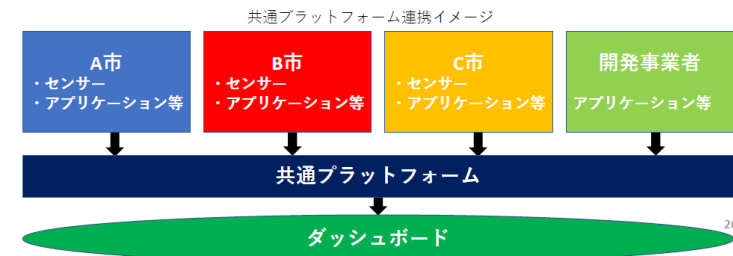 共通プラットフォーム連携イメージ
A市
・センサー
・アプリケーション等
B市
・センサー
・アプリケーション等
C市
・センサー
・アプリケーション等
開発事業者
アプリケーション等
共通プラットフォーム
ダッシュボード